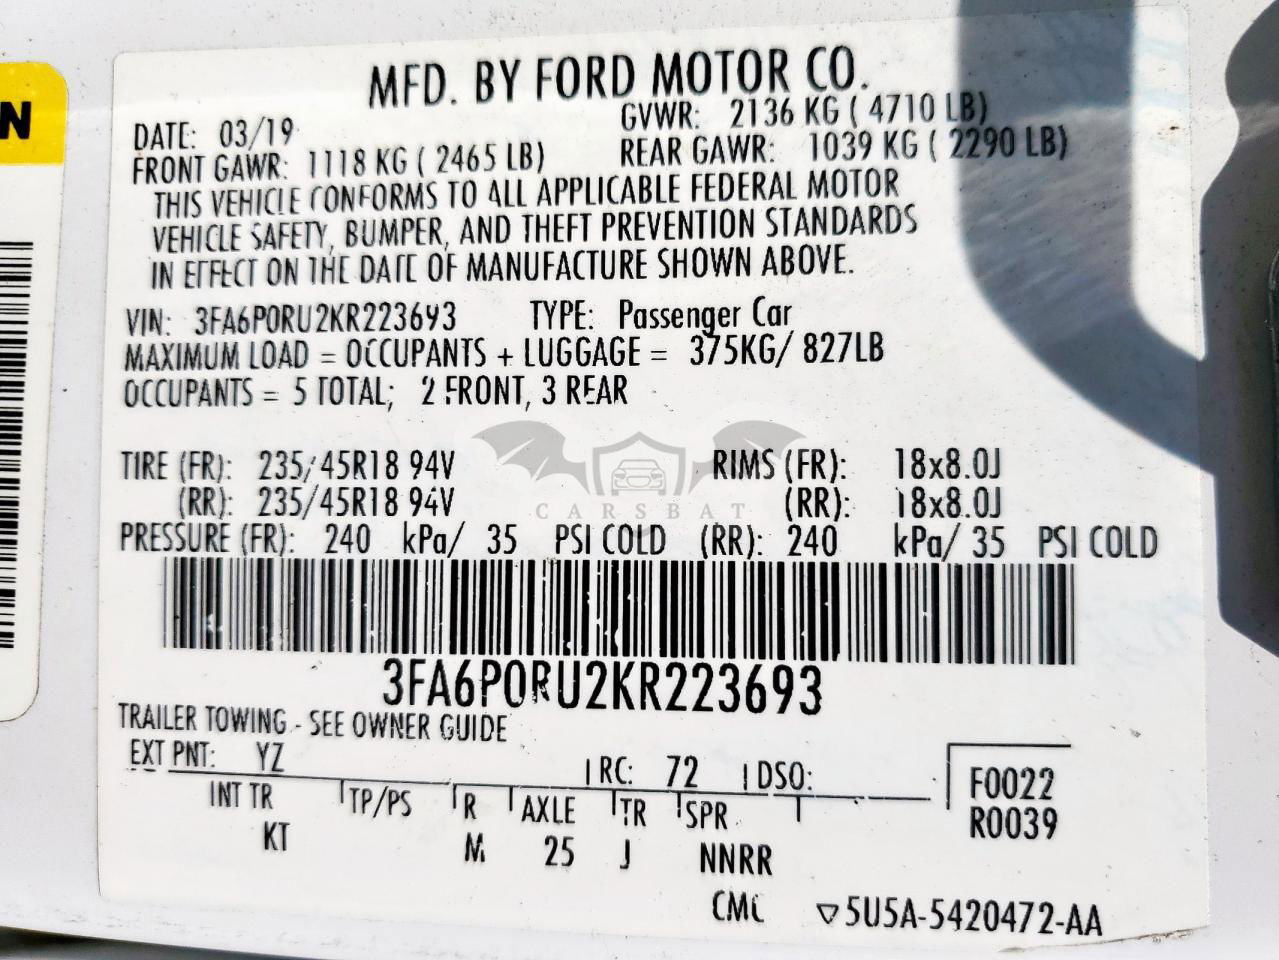 N
MFD. BY FORD MOTOR CO.
DATE: 03/19 GVWR: 2136 KG ( 4710 LB)
FRONT GAWR: 1118 KG ( 2465 LB) REAR GAWR: 1039 KG ( 2290 LB)
THIS VEHICLE CONFORMS TO ALL APPLICABLE FEDERAL MOTOR
VEHICLE SAFETY, BUMPER, AND THEFT PREVENTION STANDARDS
IN EFFECT ON THE DATE OF MANUFACTURE SHOWN ABOVE.
VIN: 3FA6P0RU2KR223693 TYPE: Passenger Car
MAXIMUM LOAD = OCCUPANTS + LUGGAGE = 375KG/ 827LB
OCCUPANTS = 5 TOTAL; 2 FRONT, 3 REAR
TIRE (FR): 235/45R18 94V RIMS (FR): 18x8.0J
(RR): 235/45R18 94V (RR): 18x8.0J
CARSBAT
PRESSURE (FR): 240 kPa/ 35 PSI COLD (RR): 240 kPa/ 35 PSI COLD
3FA6P0RU2KR223693
TRAILER TOWING - SEE OWNER GUIDE
EXT PNT: YZ RC: 72 DSO: F0022
INT TR TP/PS R AXLE TR SPR R0039
KT M 25 J NNRR
CMC ▽5U5A-5420472-AA